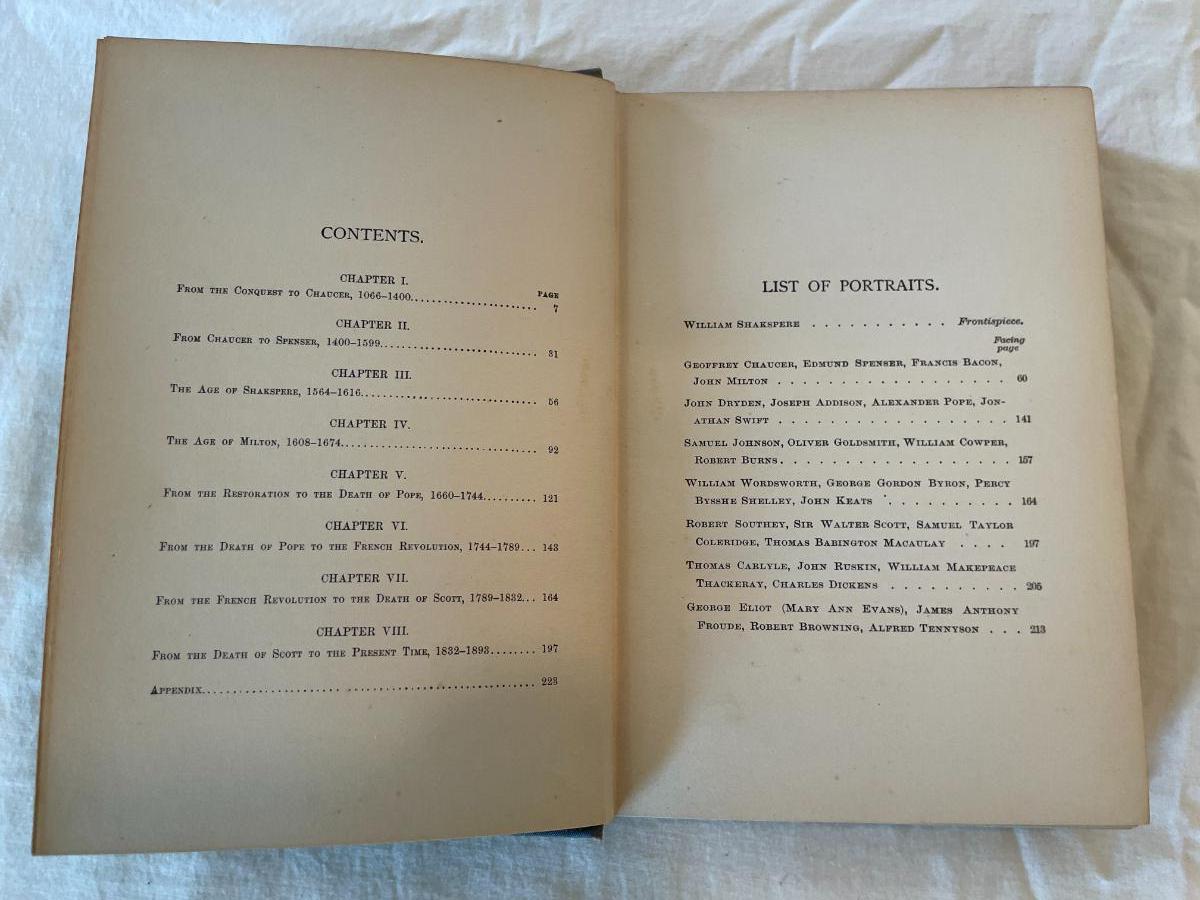 CONTENTS.
CHAPTER I.
PAGE
From the Conquest to Chaucer, 1066–1400.............................. 7
CHAPTER II.
From Chaucer to Spenser, 1400–1599.............................. 31
CHAPTER III.
The Age of Shakspere, 1564–1616.............................. 56
CHAPTER IV.
The Age of Milton, 1608–1674.............................. 92
CHAPTER V.
From the Restoration to the Death of Pope, 1660–1744.......... 121
CHAPTER VI.
From the Death of Pope to the French Revolution, 1744–1789... 143
CHAPTER VII.
From the French Revolution to the Death of Scott, 1789–1832... 164
CHAPTER VIII.
From the Death of Scott to the Present Time, 1832–1893........ 197
Appendix.............................. 223
LIST OF PORTRAITS.
William Shakspere . . . . . . . . . . . Frontispiece.
Facing
page
Geoffrey Chaucer, Edmund Spenser, Francis Bacon,
John Milton . . . . . . . . . . . . . . . . . . 60
John Dryden, Joseph Addison, Alexander Pope, Jon-
athan Swift . . . . . . . . . . . . . . . . . . 141
Samuel Johnson, Oliver Goldsmith, William Cowper,
Robert Burns. . . . . . . . . . . . . . . . . . 157
William Wordsworth, George Gordon Byron, Percy
Bysshe Shelley, John Keats . . . . . . . . . . 164
Robert Southey, Sir Walter Scott, Samuel Taylor
Coleridge, Thomas Babington Macaulay . . . . 197
Thomas Carlyle, John Ruskin, William Makepeace
Thackeray, Charles Dickens . . . . . . . . . . 205
George Eliot (Mary Ann Evans), James Anthony
Froude, Robert Browning, Alfred Tennyson . . . 213